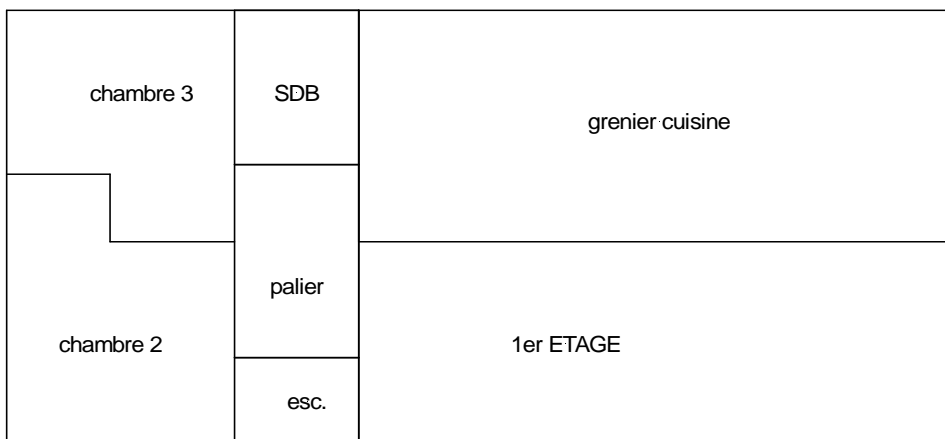 chambre 3
SDB
grenier cuisine
palier
chambre 2
1er ETAGE
esc.